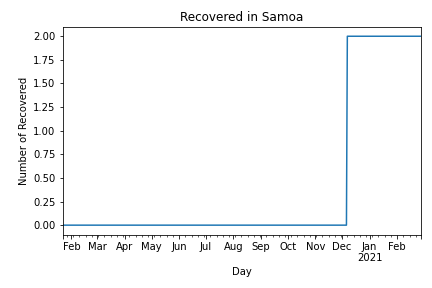 Recovered in Samoa
2.00
1.75
1.50
1.25
1.00
0.75
0.50
0.25
0.00
Number of Recovered
Feb Mar Apr May Jun Jul Aug Sep Oct Nov Dec Jan Feb
2021
Day